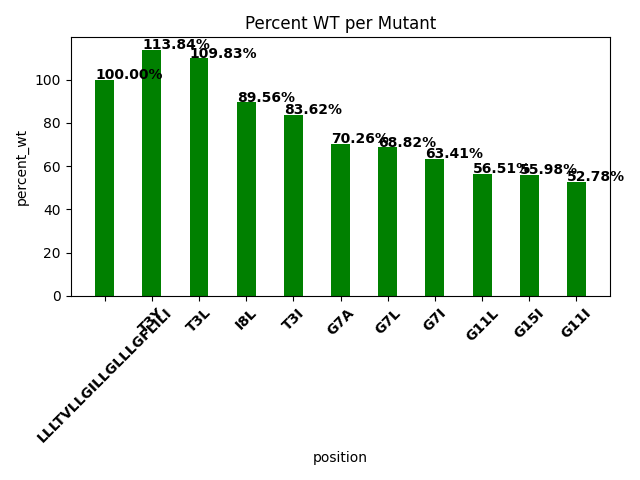 Percent WT per Mutant
percent_wt
100
80
60
40
20
0
100.00%
113.84%
109.83%
89.56%
83.62%
70.26%
68.82%
63.41%
56.51%
55.98%
52.78%
LLLTVLLGILLGLLLGFLILI
T3Y
T3L
I8L
T3I
G7A
G7L
G7I
G11L
G15I
G11I
position